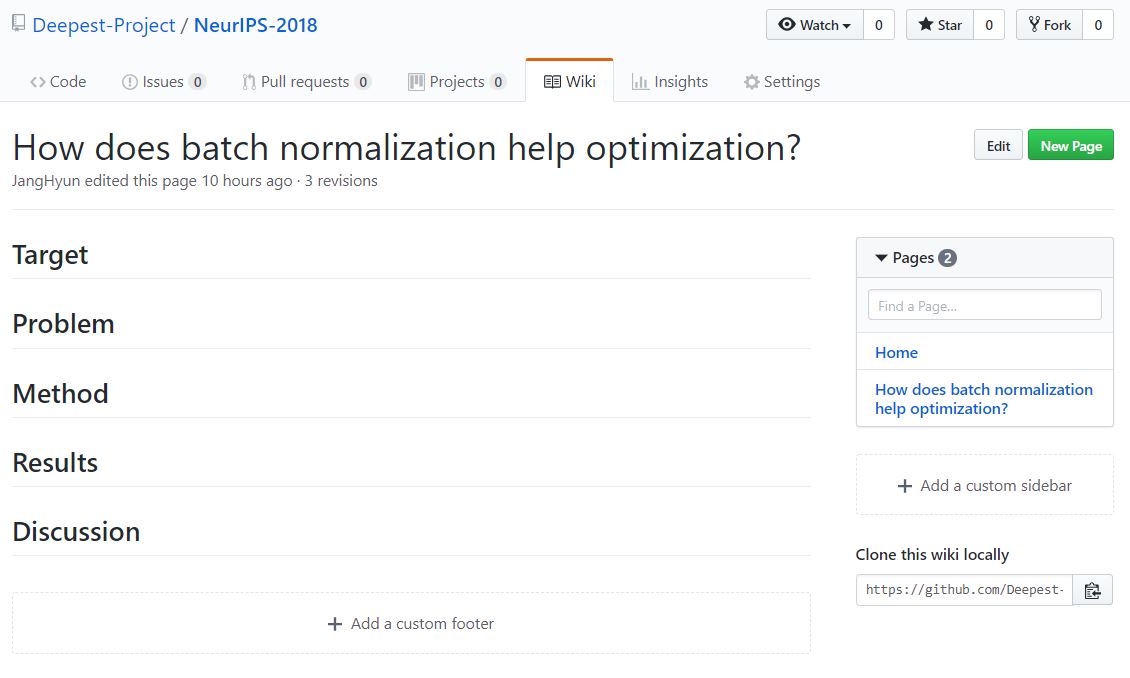 Deepest-Project / NeurIPS-2018
Watch 0 Star 0 Fork 0
Code Issues 0 Pull requests 0 Projects 0 Wiki Insights Settings
How does batch normalization help optimization?
Edit New Page
JangHyun edited this page 10 hours ago · 3 revisions
Target
Problem
Method
Results
Discussion
+ Add a custom footer
Pages 2
Find a Page...
Home
How does batch normalization
help optimization?
+ Add a custom sidebar
Clone this wiki locally
https://github.com/Deepest-